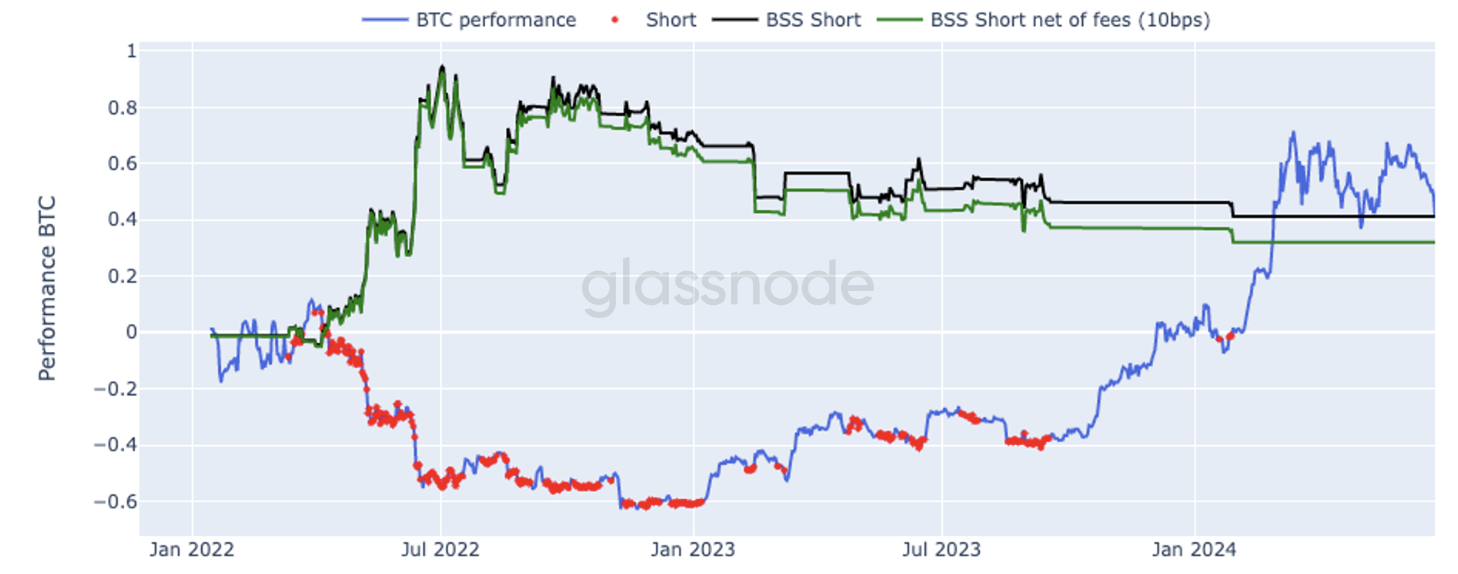 BTC performance Short BSS Short BSS Short net of fees (10bps)
1
0.8
0.6
0.4
0.2
0
−0.2
−0.4
−0.6
Performance BTC
glassnode
Jan 2022 Jul 2022 Jan 2023 Jul 2023 Jan 2024